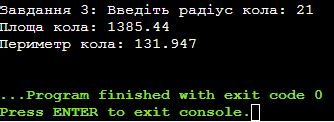 Завдання 3: Введіть радіус кола: 21
Площа кола: 1385.44
Периметр кола: 131.947
...Program finished with exit code 0
Press ENTER to exit console.